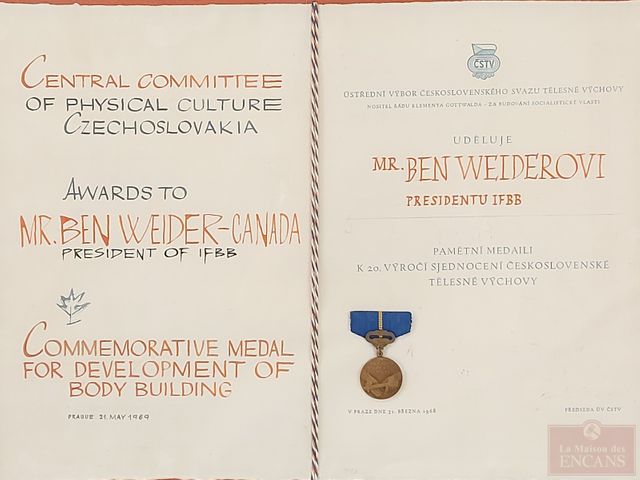 CENTRAL COMMITTEE
OF PHYSICAL CULTURE
CZECHOSLOVAKIA
AWARDS TO
MR. BEN WEIDER-CANADA
PRESIDENT OF IFBB
COMMEMORATIVE MEDAL
FOR DEVELOPMENT OF
BODY BUILDING
PRAGUE 21. MAY 1969
ČSTV
ÚSTŘEDNÍ VÝBOR ČESKOSLOVENSKÉHO SVAZU TĚLESNÉ VÝCHOVY
NOSITEL ŘÁDU KLEMENTA GOTTWALDA - ZA BUDOVÁNÍ SOCIALISTICKÉ VLASTI
UDĚLUJE
MR. BEN WEIDEROVI
PRESIDENTU IFBB
PAMĚTNÍ MEDAILI
K 20. VÝROČÍ SJEDNOCENÍ ČESKOSLOVENSKÉ
TĚLESNÉ VÝCHOVY
V PRAZE DNE 31. BŘEZNA 1968
PŘEDSEDA ÚV ČSTV
La Maison des
ENCANS